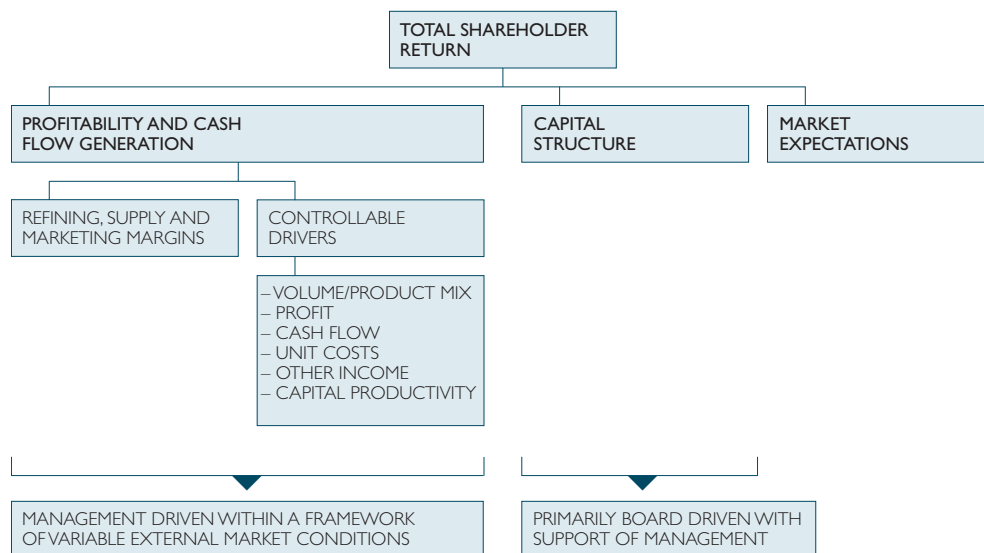 TOTAL SHAREHOLDER
RETURN
PROFITABILITY AND CASH
FLOW GENERATION
CAPITAL
STRUCTURE
MARKET
EXPECTATIONS
REFINING, SUPPLY AND
MARKETING MARGINS
CONTROLLABLE
DRIVERS
– VOLUME/PRODUCT MIX
– PROFIT
– CASH FLOW
– UNIT COSTS
– OTHER INCOME
– CAPITAL PRODUCTIVITY
MANAGEMENT DRIVEN WITHIN A FRAMEWORK
OF VARIABLE EXTERNAL MARKET CONDITIONS
PRIMARILY BOARD DRIVEN WITH
SUPPORT OF MANAGEMENT